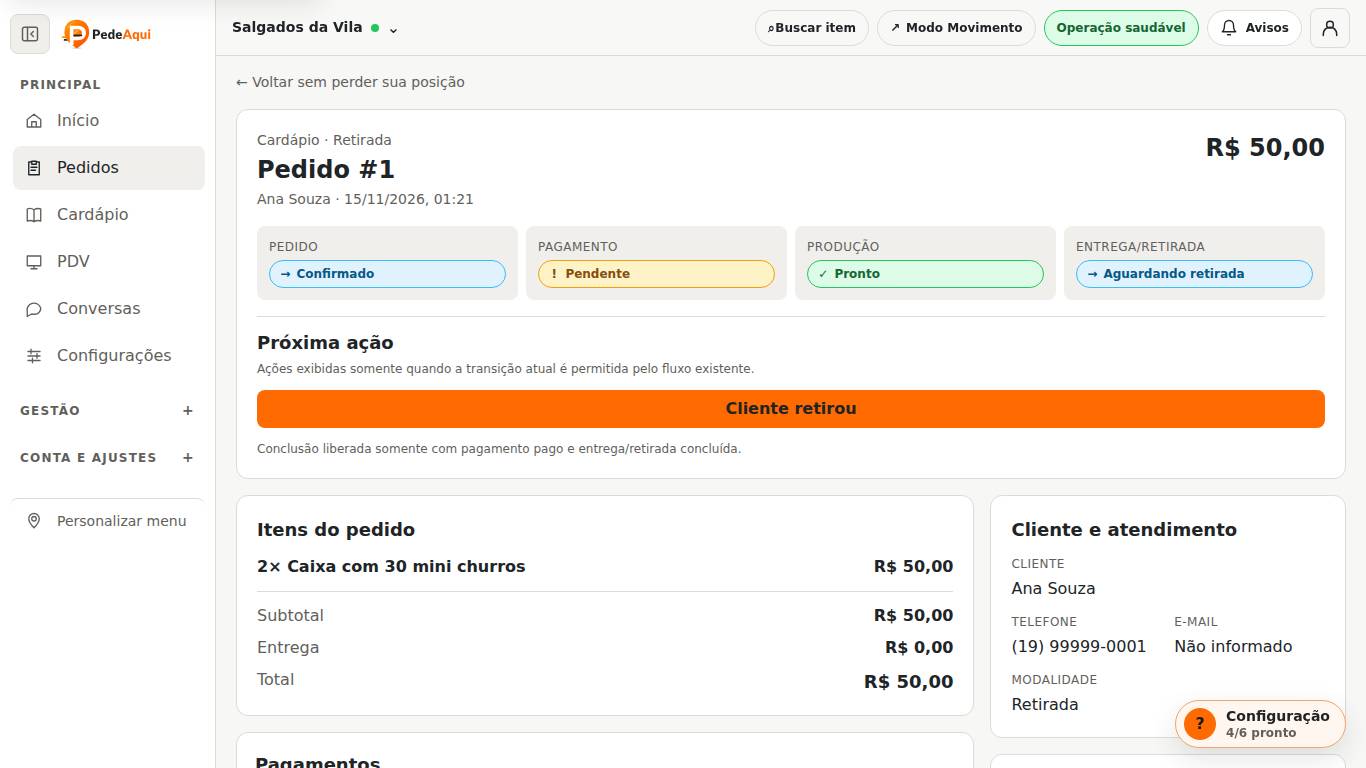 PedeAqui
PRINCIPAL
Início
Pedidos
Cardápio
PDV
Conversas
Configurações
GESTÃO +
CONTA E AJUSTES +
Personalizar menu
Salgados da Vila
Buscar item
↗ Modo Movimento
Operação saudável
Avisos
← Voltar sem perder sua posição
Cardápio · Retirada
Pedido #1
Ana Souza · 15/11/2026, 01:21
R$ 50,00
PEDIDO
→ Confirmado
PAGAMENTO
! Pendente
PRODUÇÃO
✓ Pronto
ENTREGA/RETIRADA
→ Aguardando retirada
Próxima ação
Ações exibidas somente quando a transição atual é permitida pelo fluxo existente.
Cliente retirou
Conclusão liberada somente com pagamento pago e entrega/retirada concluída.
Itens do pedido
2× Caixa com 30 mini churros R$ 50,00
Subtotal R$ 50,00
Entrega R$ 0,00
Total R$ 50,00
Pagamentos
Cliente e atendimento
CLIENTE
Ana Souza
TELEFONE E-MAIL
(19) 99999-0001 Não informado
MODALIDADE
Retirada
? Configuração
4/6 pronto